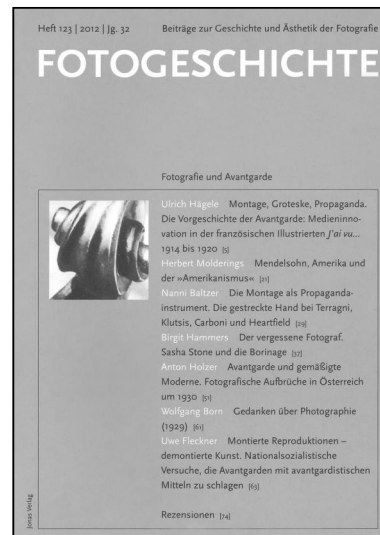 Heft 123 | 2012 | Jg. 32 Beiträge zur Geschichte und Ästhetik der Fotografie
FOTOGESCHICHTE
Fotografie und Avantgarde
Ulrich Hägele Montage, Groteske, Propaganda.
Die Vorgeschichte der Avantgarde: Medieninno-
vation in der französischen Illustrierten J'ai vu...
1914 bis 1920 [5]
Herbert Molderings Mendelsohn, Amerika und
der »Amerikanismus« [21]
Nanni Baltzer Die Montage als Propaganda-
instrument. Die gestreckte Hand bei Terragni,
Klutsis, Carboni und Heartfield [29]
Birgit Hammers Der vergessene Fotograf.
Sasha Stone und die Borinage [37]
Anton Holzer Avantgarde und gemäßigte
Moderne. Fotografische Aufbrüche in Österreich
um 1930 [51]
Wolfgang Born Gedanken über Photographie
(1929) [61]
Uwe Fleckner Montierte Reproduktionen –
demontierte Kunst. Nationalsozialistische
Versuche, die Avantgarden mit avantgardistischen
Mitteln zu schlagen [63]
Rezensionen [74]
Jonas Verlag